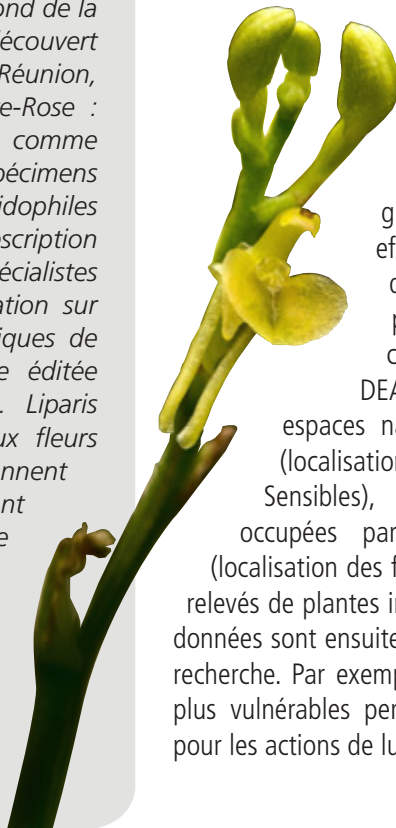 ond de la
écouvert
Réunion,
e-Rose :
comme
pécimens
idophiles
scription
écialistes
ation sur
iques de
e éditée
. Liparis
ux fleurs
nnent
nt
e
g
ef
d
p
c
DEA
espaces na
(localisation
Sensibles),
occupées par
(localisation des f
relevés de plantes in
données sont ensuite
recherche. Par exemp
plus vulnérables per
pour les actions de lu